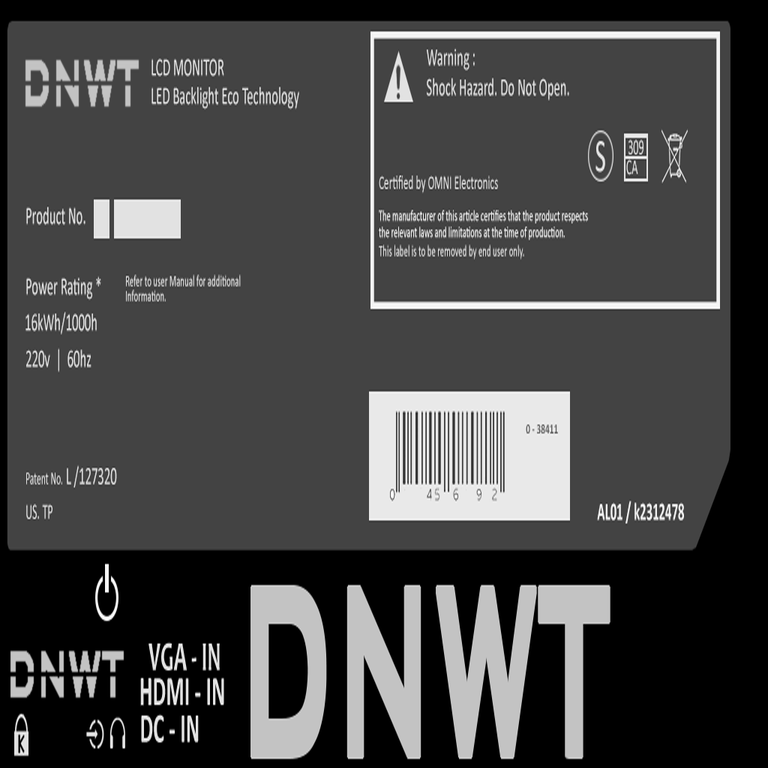 DNWT
LCD MONITOR
LED Backlight Eco Technology
Warning :
Shock Hazard. Do Not Open.
S
309
CA
Certified by OMNI Electronics
The manufacturer of this article certifies that the product respects
the relevant laws and limitations at the time of production.
This label is to be removed by end user only.
Product No.
Power Rating *
Refer to user Manual for additional
Information.
16kWh/1000h
220v | 60hz
0 - 38411
0 45 6 9 2
Patent No. L /127320
US. TP
AL01 / k2312478
DNWT
VGA - IN
HDMI - IN
DC - IN
K
DNWT